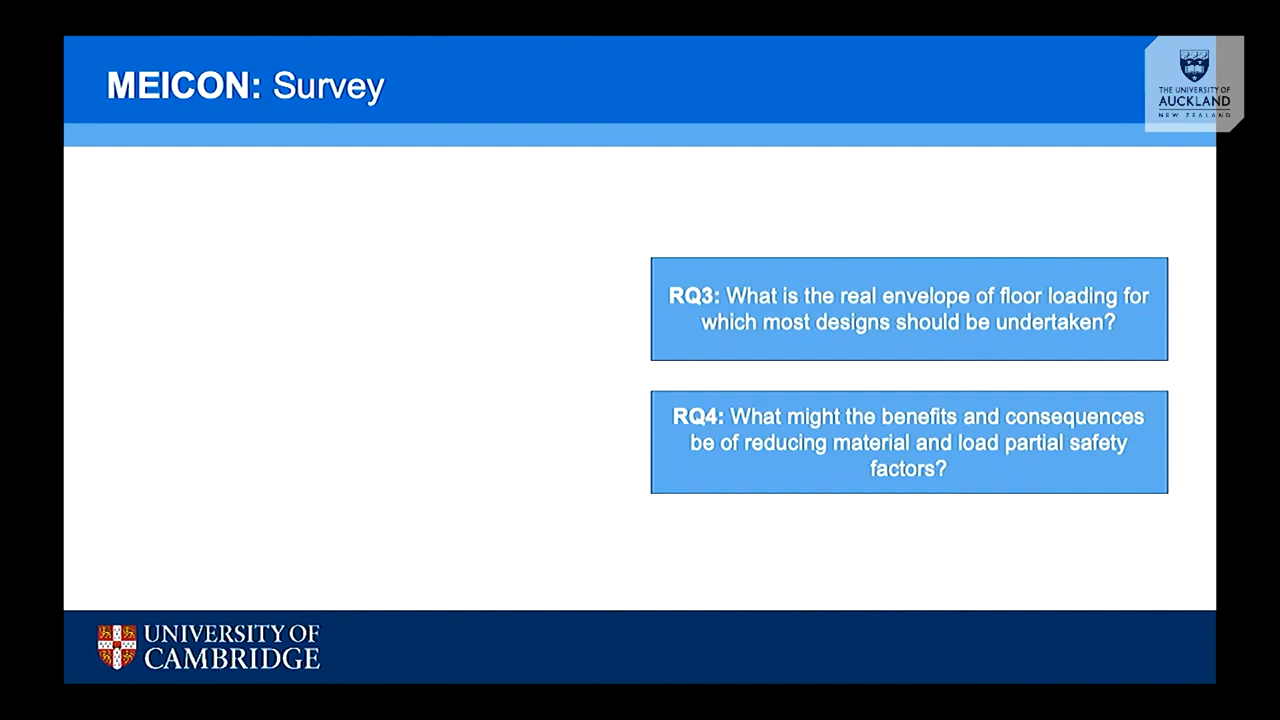 MEICON: Survey
THE UNIVERSITY OF
AUCKLAND
NEW ZEALAND
RQ3: What is the real envelope of floor loading for
which most designs should be undertaken?
RQ4: What might the benefits and consequences
be of reducing material and load partial safety
factors?
UNIVERSITY OF
CAMBRIDGE